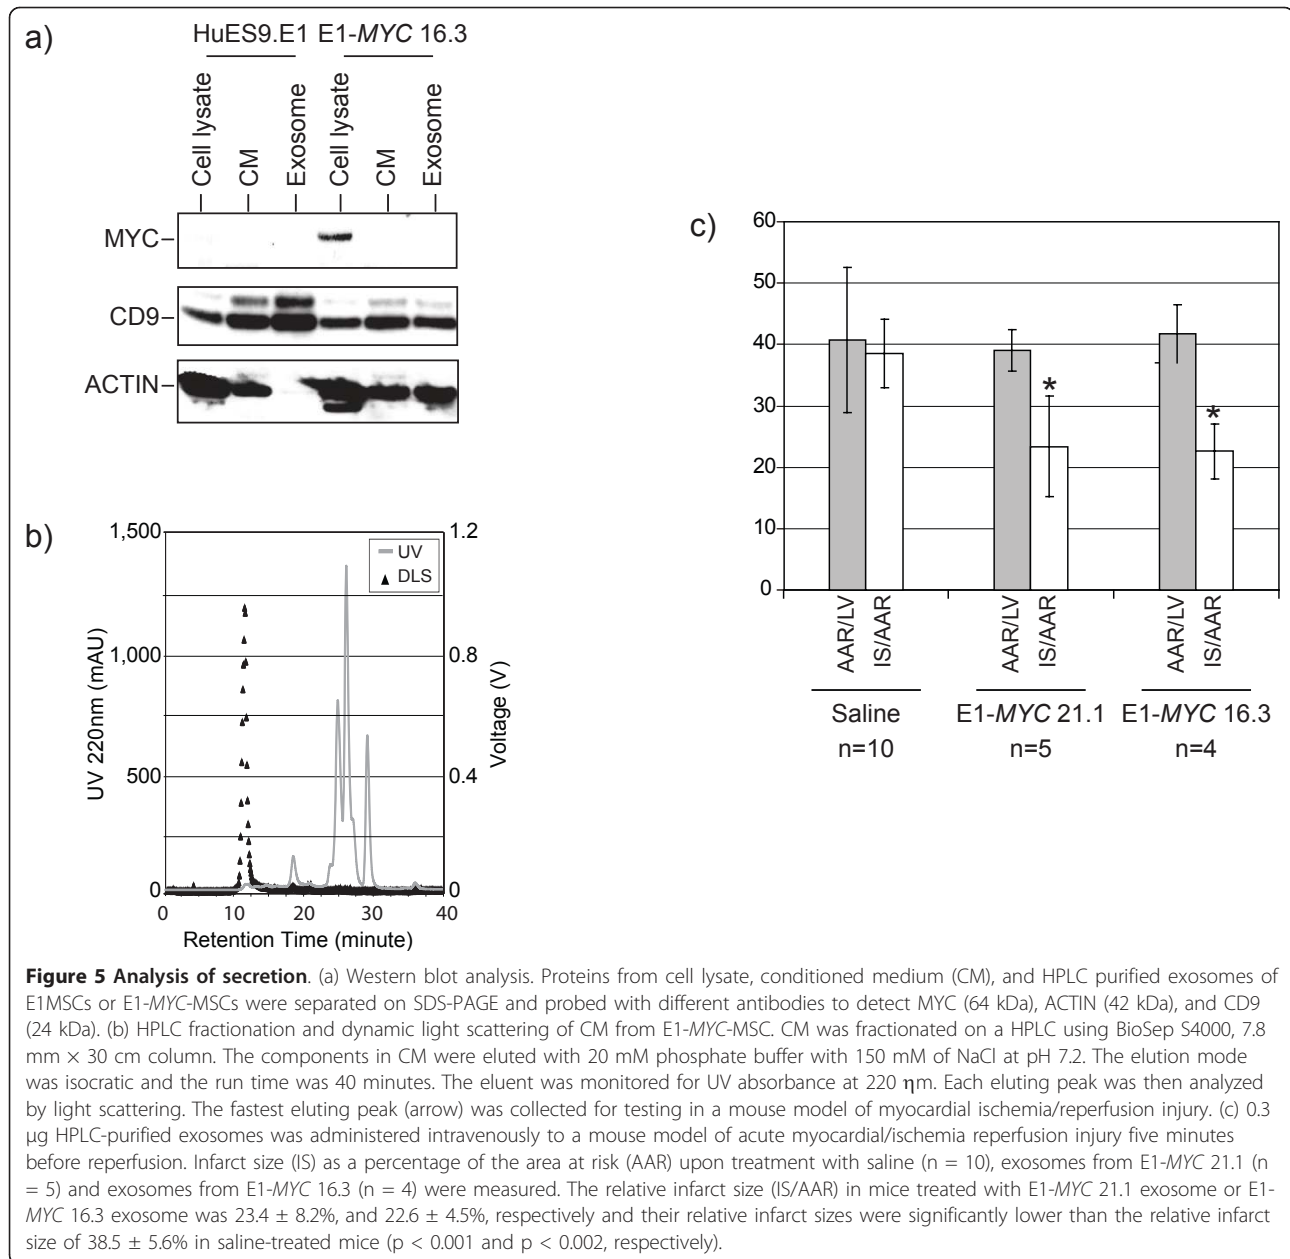 a)
HuES9.E1 E1-MYC 16.3
Cell lysate
CM
Exosome
Cell lysate
CM
Exosome
MYC
CD9
ACTIN
b)
1,500
1,000
500
0
UV 220nm (mAU)
1.2
0.8
0.4
0
Voltage (V)
UV
DLS
0 10 20 30 40
Retention Time (minute)
c)
60
50
40
30
20
10
0
*
*
AAR/LV
IS/AAR
AAR/LV
IS/AAR
AAR/LV
IS/AAR
Saline E1-MYC 21.1 E1-MYC 16.3
n=10 n=5 n=4
Figure 5 Analysis of secretion. (a) Western blot analysis. Proteins from cell lysate, conditioned medium (CM), and HPLC purified exosomes of
E1MSCs or E1-MYC-MSCs were separated on SDS-PAGE and probed with different antibodies to detect MYC (64 kDa), ACTIN (42 kDa), and CD9
(24 kDa). (b) HPLC fractionation and dynamic light scattering of CM from E1-MYC-MSC. CM was fractionated on a HPLC using BioSep S4000, 7.8
mm × 30 cm column. The components in CM were eluted with 20 mM phosphate buffer with 150 mM of NaCl at pH 7.2. The elution mode
was isocratic and the run time was 40 minutes. The eluent was monitored for UV absorbance at 220 ηm. Each eluting peak was then analyzed
by light scattering. The fastest eluting peak (arrow) was collected for testing in a mouse model of myocardial ischemia/reperfusion injury. (c) 0.3
μg HPLC-purified exosomes was administered intravenously to a mouse model of acute myocardial/ischemia reperfusion injury five minutes
before reperfusion. Infarct size (IS) as a percentage of the area at risk (AAR) upon treatment with saline (n = 10), exosomes from E1-MYC 21.1 (n
= 5) and exosomes from E1-MYC 16.3 (n = 4) were measured. The relative infarct size (IS/AAR) in mice treated with E1-MYC 21.1 exosome or E1-
MYC 16.3 exosome was 23.4 ± 8.2%, and 22.6 ± 4.5%, respectively and their relative infarct sizes were significantly lower than the relative infarct
size of 38.5 ± 5.6% in saline-treated mice (p < 0.001 and p < 0.002, respectively).